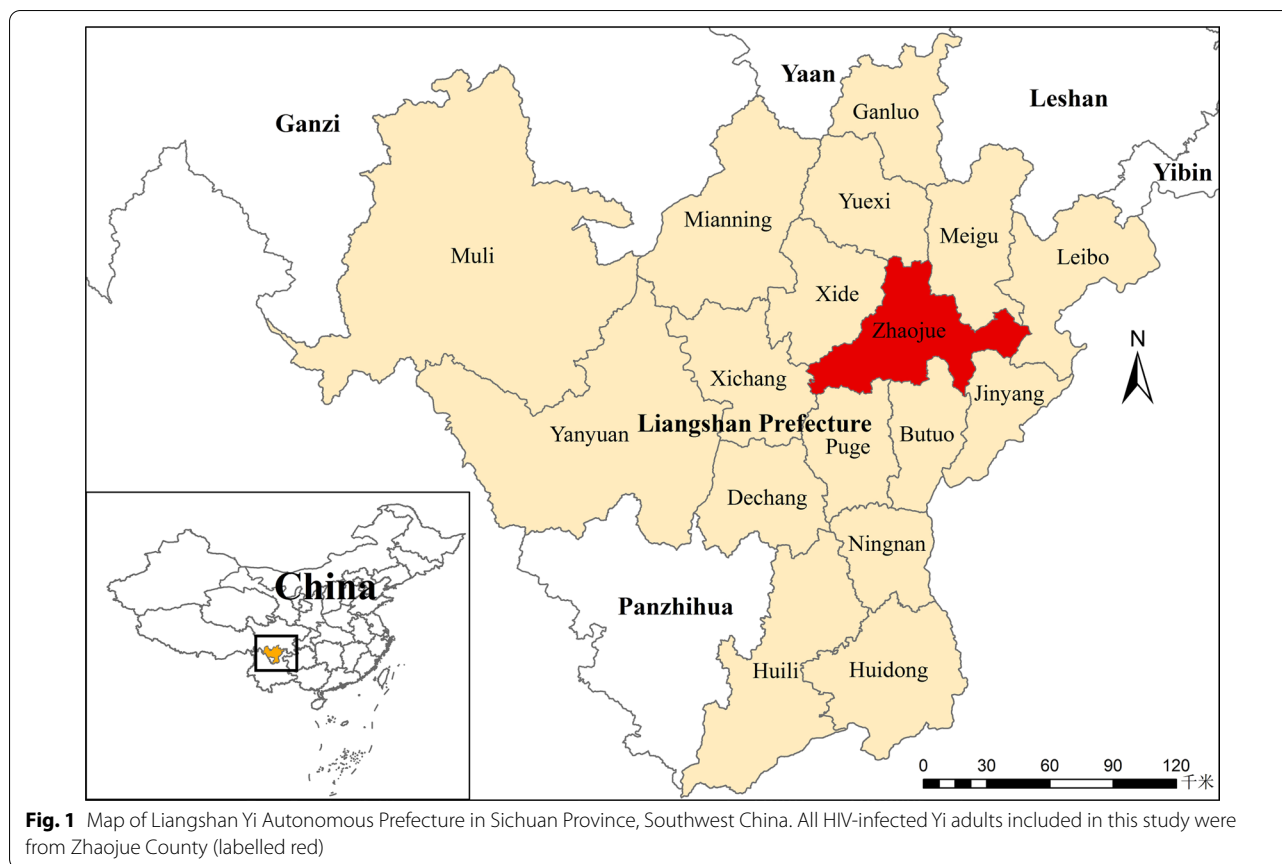 Yaan
Ganluo
Leshan
Ganzi
Yibin
Yuexi
Mianning
Meigu
Muli
Leibo
Xide
Zhaojue
N
Xichang
Jinyang
Liangshan Prefecture
Yanyuan
Butuo
Puge
Dechang
Ningnan
China
Panzhihua
Huili
Huidong
0 30 60 90 120
千米
Fig. 1 Map of Liangshan Yi Autonomous Prefecture in Sichuan Province, Southwest China. All HIV-infected Yi adults included in this study were
from Zhaojue County (labelled red)